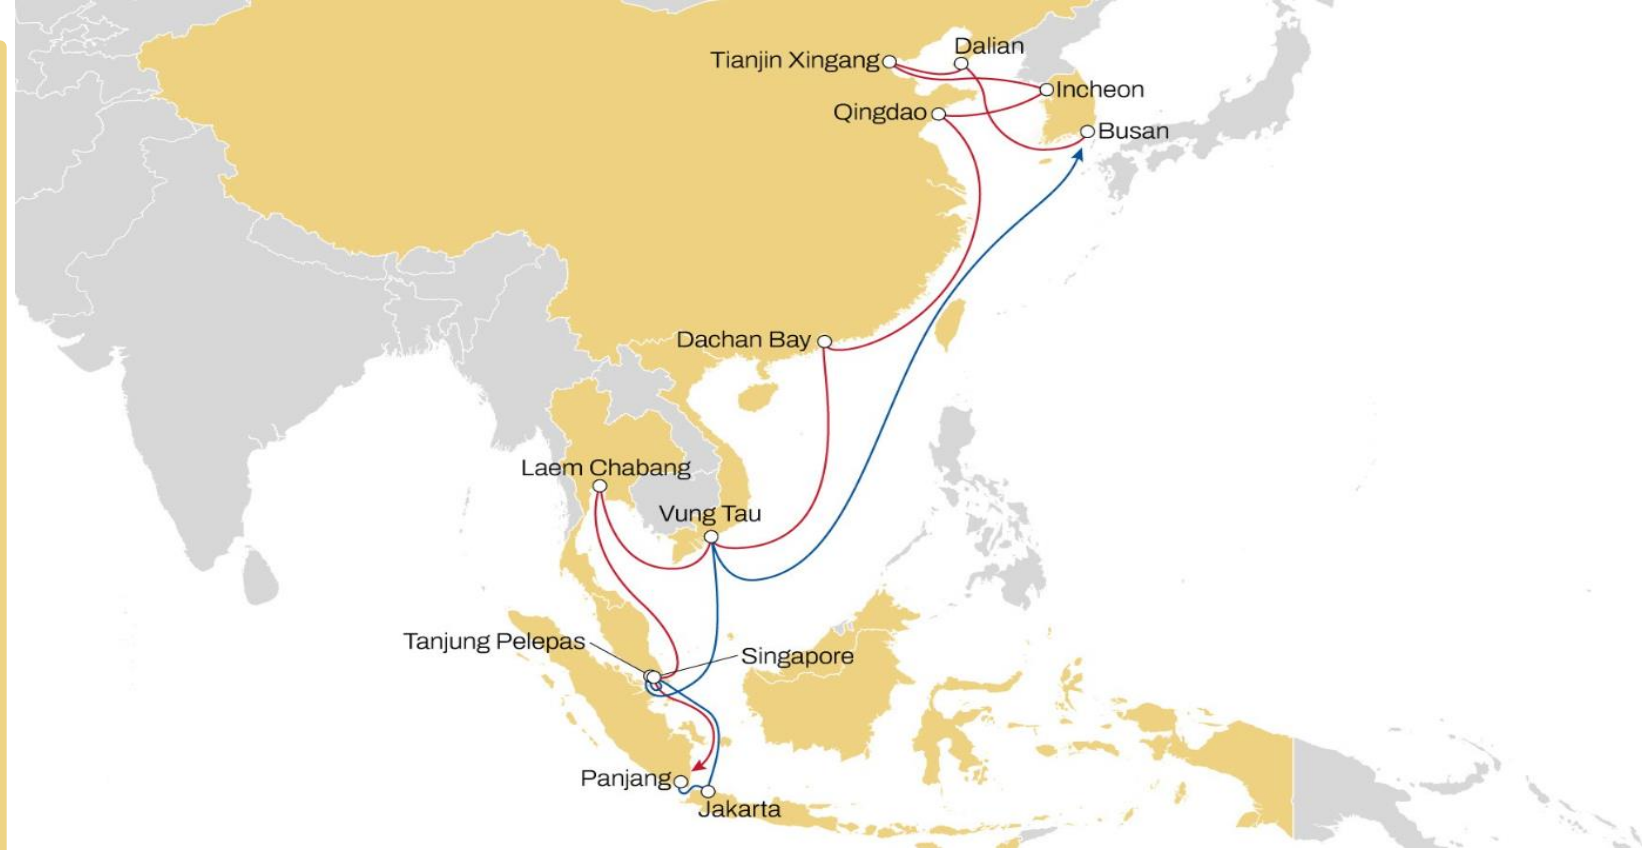 Dalian
Tianjin Xingang
Incheon
Qingdao
Busan
Dachan Bay
Laem Chabang
Vung Tau
Tanjung Pelepas
Singapore
Panjang
Jakarta